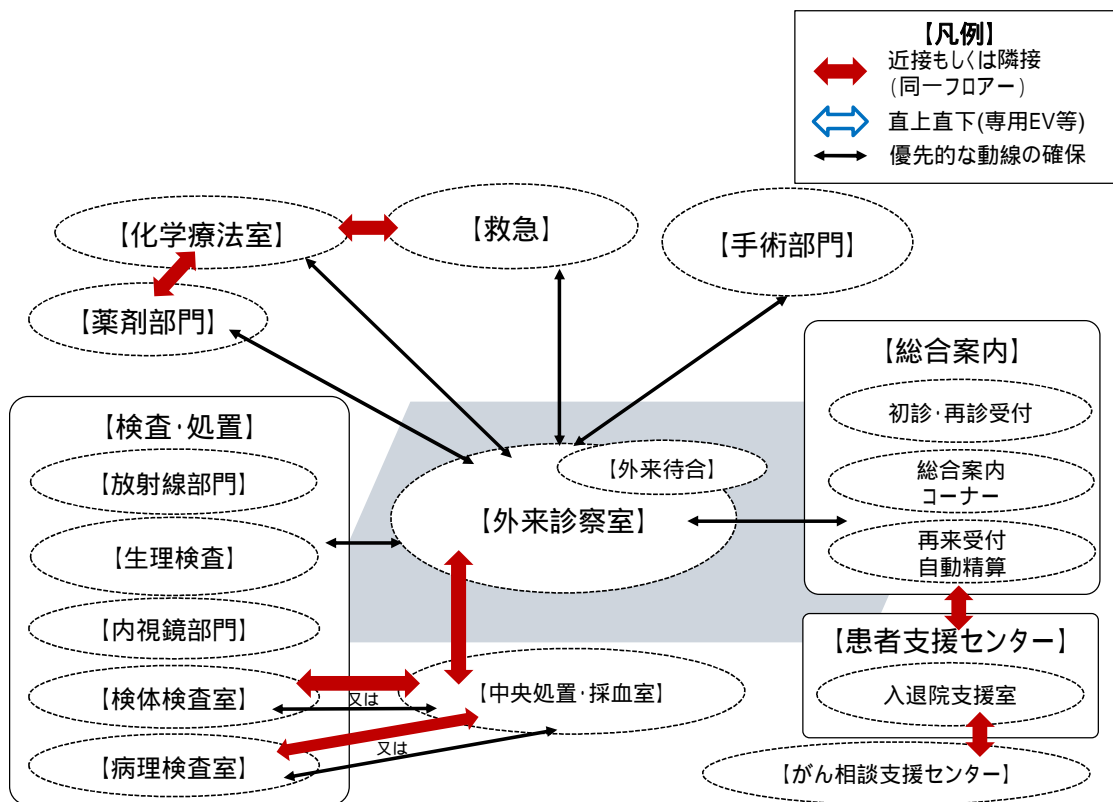 【凡例】
近接もしくは隣接
(同一フロアー)
直上直下(専用EV等)
優先的な動線の確保
【化学療法室】
【救急】
【手術部門】
【薬剤部門】
【総合案内】
初診・再診受付
総合案内
コーナー
再来受付
自動精算
【検査・処置】
【放射線部門】
【生理検査】
【内視鏡部門】
【検体検査室】
【病理検査室】
【外来待合】
【外来診察室】
又は
又は
【中央処置・採血室】
【患者支援センター】
入退院支援室
【がん相談支援センター】